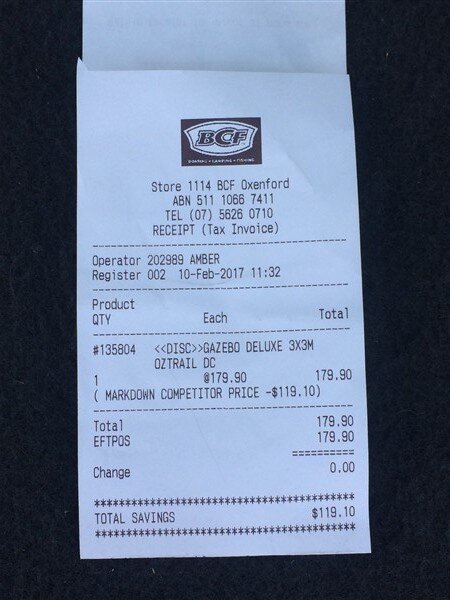 BCF
BOATING • CAMPING • FISHING
Store 1114 BCF Oxenford
ABN 511 1066 7411
TEL (07) 5626 0710
RECEIPT (Tax Invoice)
Operator 202989 AMBER
Register 002 10-Feb-2017 11:32
Product
QTY Each Total
#135804 <<DISC>>GAZEBO DELUXE 3X3M
OZTRAIL DC
1 @179.90 179.90
( MARKDOWN COMPETITOR PRICE -$119.10)
Total 179.90
EFTPOS 179.90
==========
Change 0.00
TOTAL SAVINGS $119.10